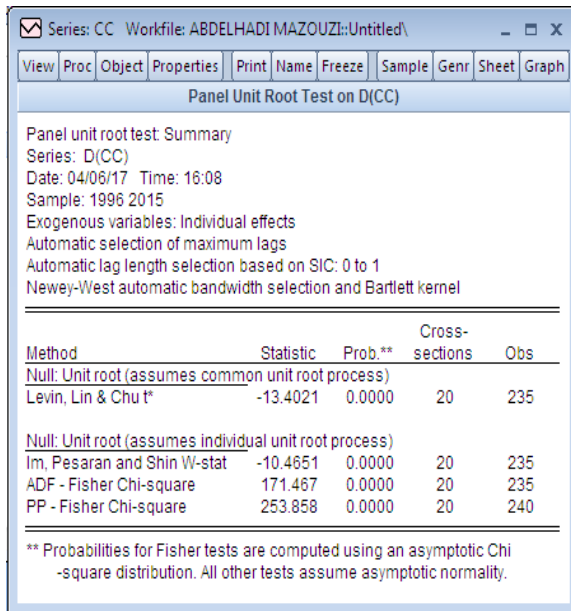 Series: CC Workfile: ABDELHADI MAZOUZI::Untitled\
View Proc Object Properties Print Name Freeze Sample Genr Sheet Graph
Panel Unit Root Test on D(CC)
Panel unit root test: Summary
Series: D(CC)
Date: 04/06/17 Time: 16:08
Sample: 1996 2015
Exogenous variables: Individual effects
Automatic selection of maximum lags
Automatic lag length selection based on SIC: 0 to 1
Newey-West automatic bandwidth selection and Bartlett kernel
Cross-
Method Statistic Prob.** sections Obs
Null: Unit root (assumes common unit root process)
Levin, Lin & Chu t* -13.4021 0.0000 20 235
Null: Unit root (assumes individual unit root process)
Im, Pesaran and Shin W-stat -10.4651 0.0000 20 235
ADF - Fisher Chi-square 171.467 0.0000 20 235
PP - Fisher Chi-square 253.858 0.0000 20 240
** Probabilities for Fisher tests are computed using an asymptotic Chi
-square distribution. All other tests assume asymptotic normality.